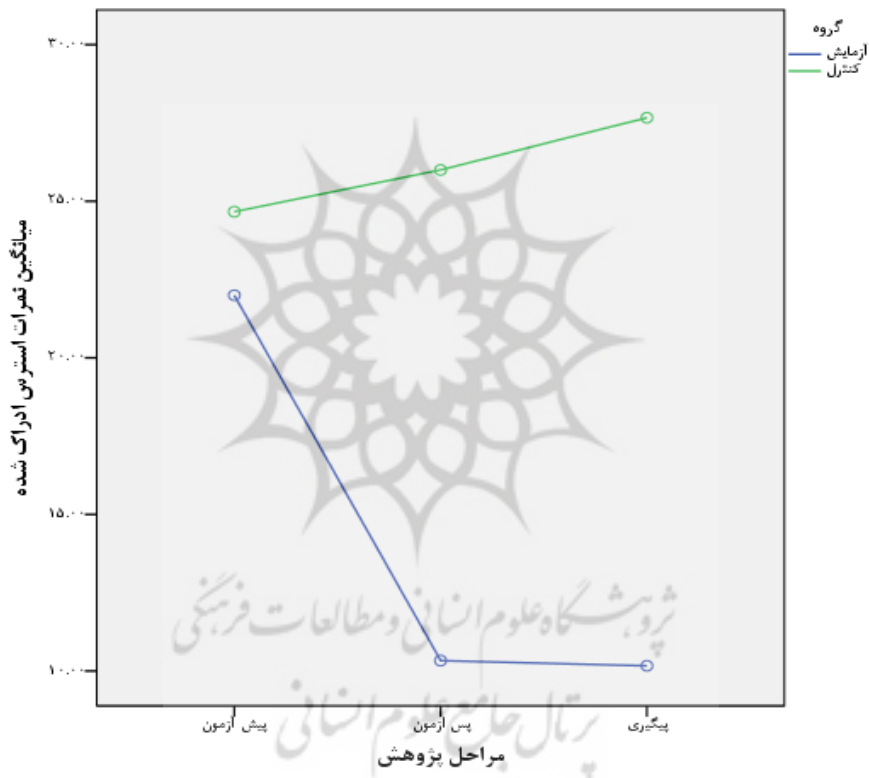 گروه
آزمایش
کنترل
۳۰.۰۰
۲۵.۰۰
۲۰.۰۰
۱۵.۰۰
۱۰.۰۰
میانگین نمرات استرس ادراک شده
پیش آزمون
پس آزمون
پیگیری
مراحل پژوهش
پژوهشگاه علوم انسانی و مطالعات فرهنگی
پرتال جامع علوم انسانی